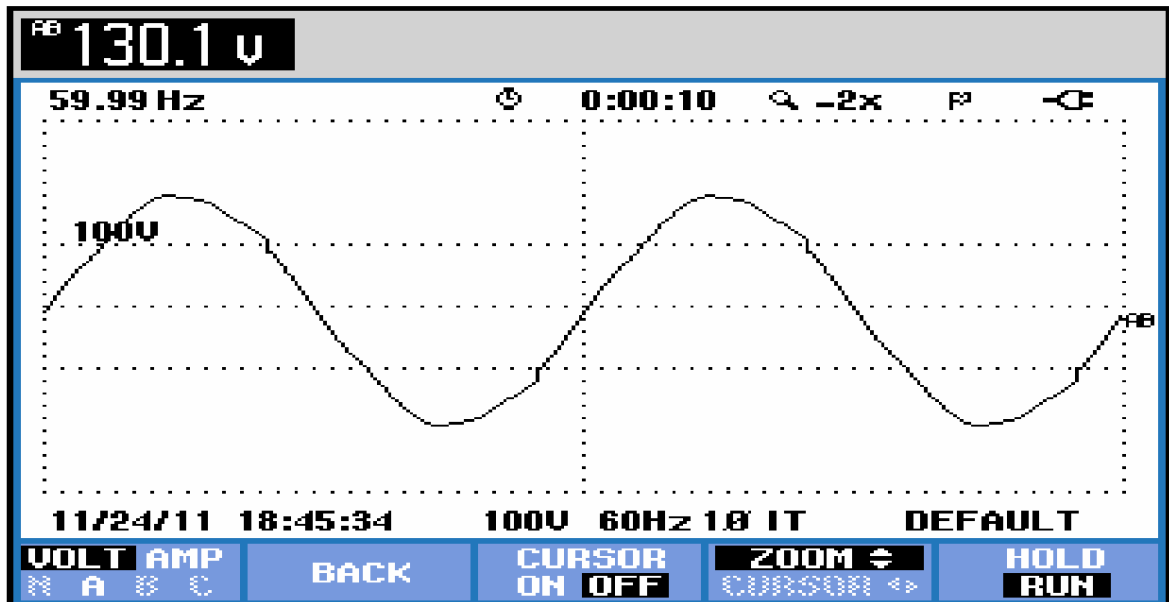 AB 130.1 V
59.99 Hz 0:00:10 -2x
100V
AB
11/24/11 18:45:34 100V 60Hz 1Ø IT DEFAULT
VOLT AMP BACK CURSOR ZOOM HOLD
N A B C ON OFF CURSOR RUN